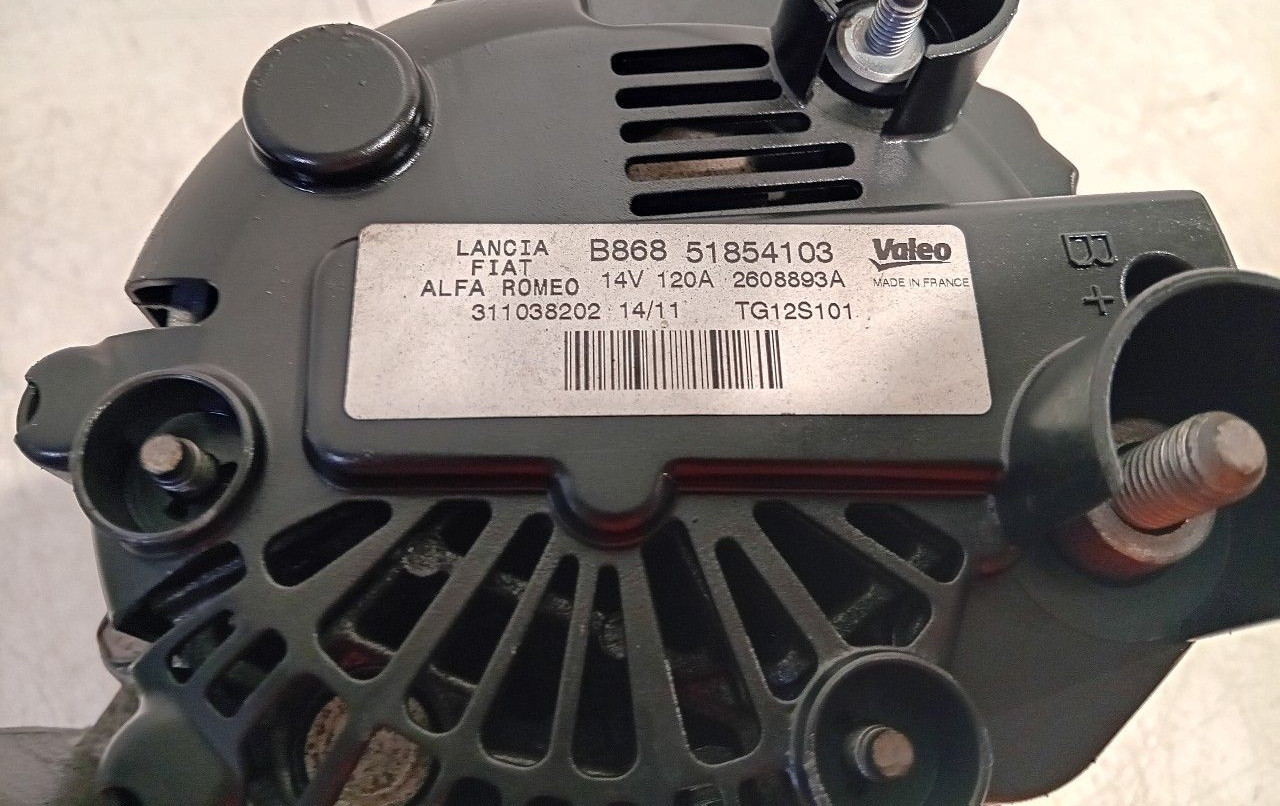 LANCIA B868 51854103 Valeo
FIAT
ALFA ROMEO 14V 120A 2608893A MADE IN FRANCE
311038202 14/11 TG12S101
B
+